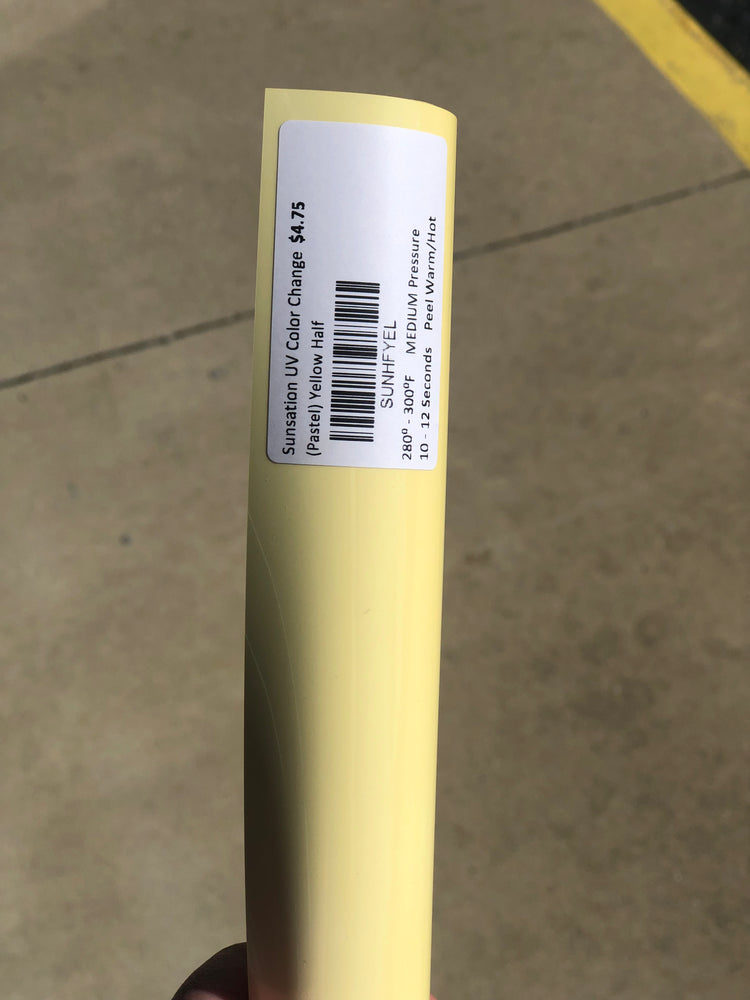 Sunsation UV Color Change $4.75
(Pastel) Yellow Half
SUNHFYEL
280º - 300ºF MEDIUM Pressure
10 - 12 Seconds Peel Warm/Hot